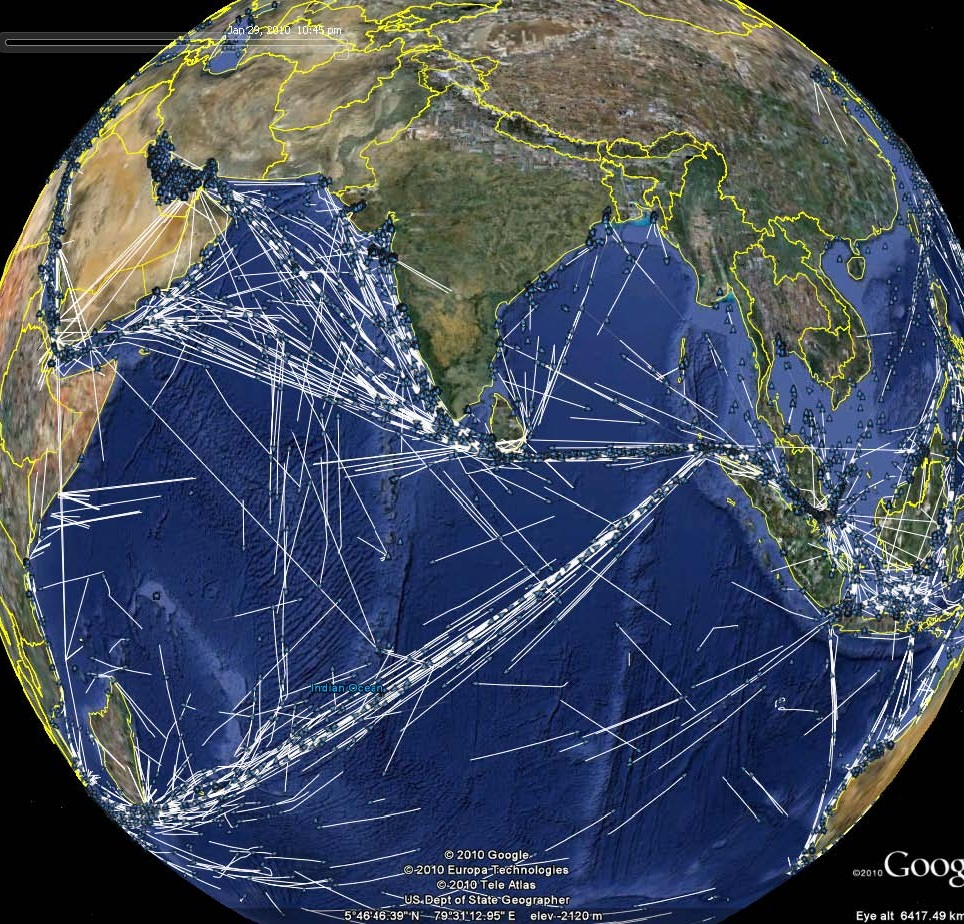 Jan 29, 2010 10:45 pm
Indian Ocean
© 2010 Google
© 2010 Europa Technologies
© 2010 Tele Atlas
US Dept of State Geographer
©2010 Goog
5°46'46.39" N 79°31'12.95" E elev -2120 m
Eye alt 6417.49 km